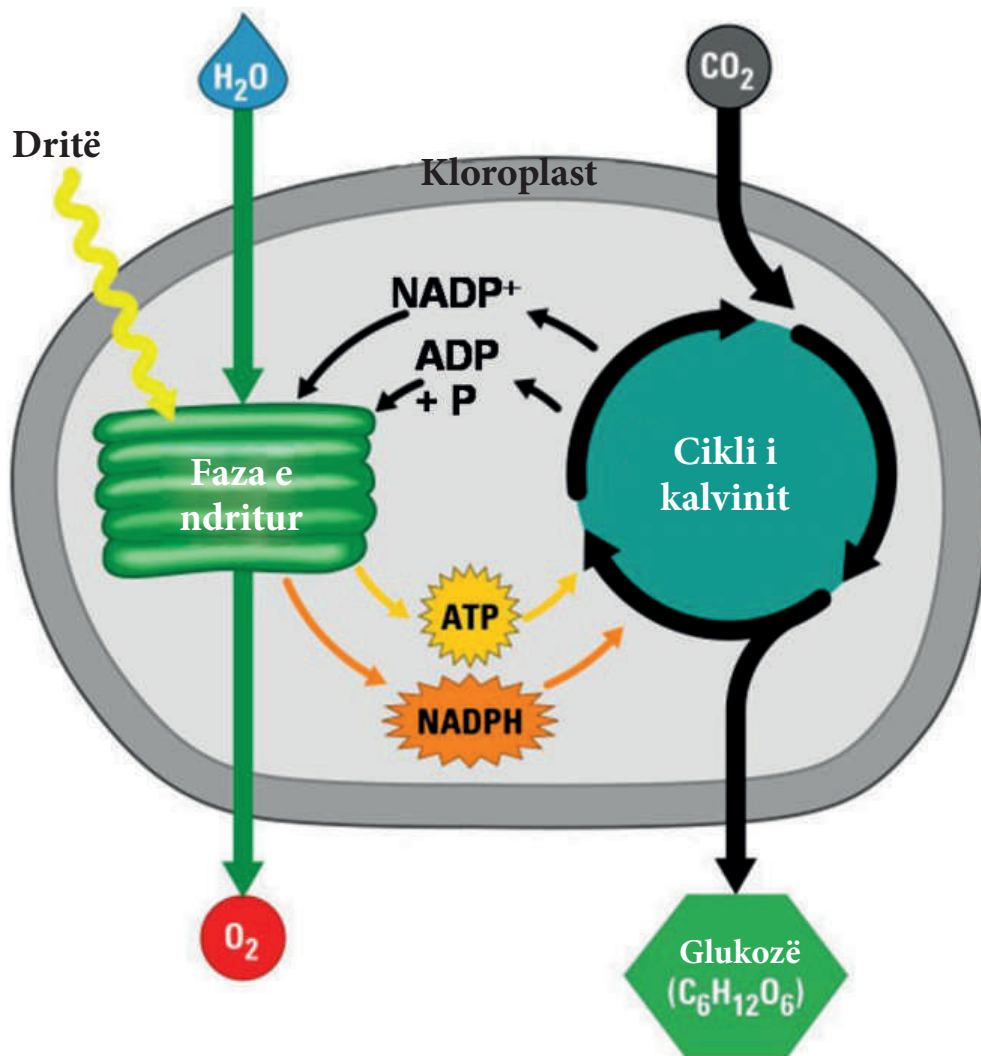 H₂O
CO₂
Dritë
Kloroplast
NADP⁺
ADP
+ P
Faza e
ndritur
Cikli i
kalvinit
ATP
NADPH
O₂
Glukozë
(C₆H₁₂O₆)